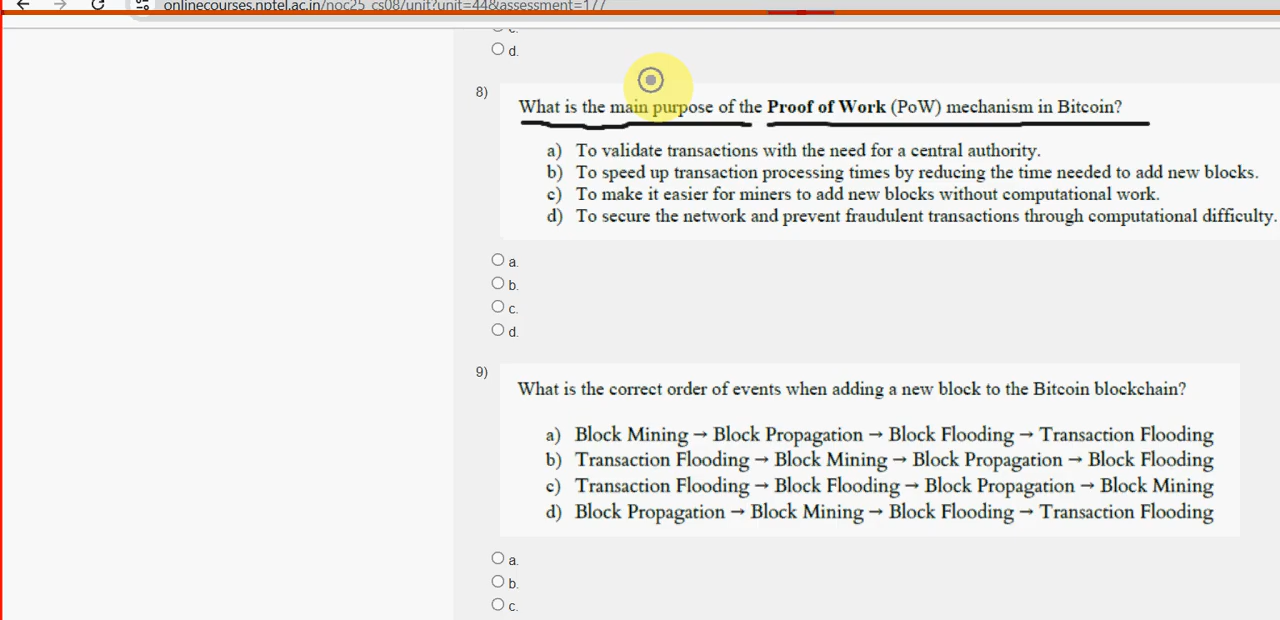 onlinecourses.nptel.ac.in/noc25_cs08/unit?unit=44&assessment=177
c.
d.
8)
What is the main purpose of the Proof of Work (PoW) mechanism in Bitcoin?
a) To validate transactions with the need for a central authority.
b) To speed up transaction processing times by reducing the time needed to add new blocks.
c) To make it easier for miners to add new blocks without computational work.
d) To secure the network and prevent fraudulent transactions through computational difficulty.
a.
b.
c.
d.
9)
What is the correct order of events when adding a new block to the Bitcoin blockchain?
a) Block Mining → Block Propagation → Block Flooding → Transaction Flooding
b) Transaction Flooding → Block Mining → Block Propagation → Block Flooding
c) Transaction Flooding → Block Flooding → Block Propagation → Block Mining
d) Block Propagation → Block Mining → Block Flooding → Transaction Flooding
a.
b.
c.